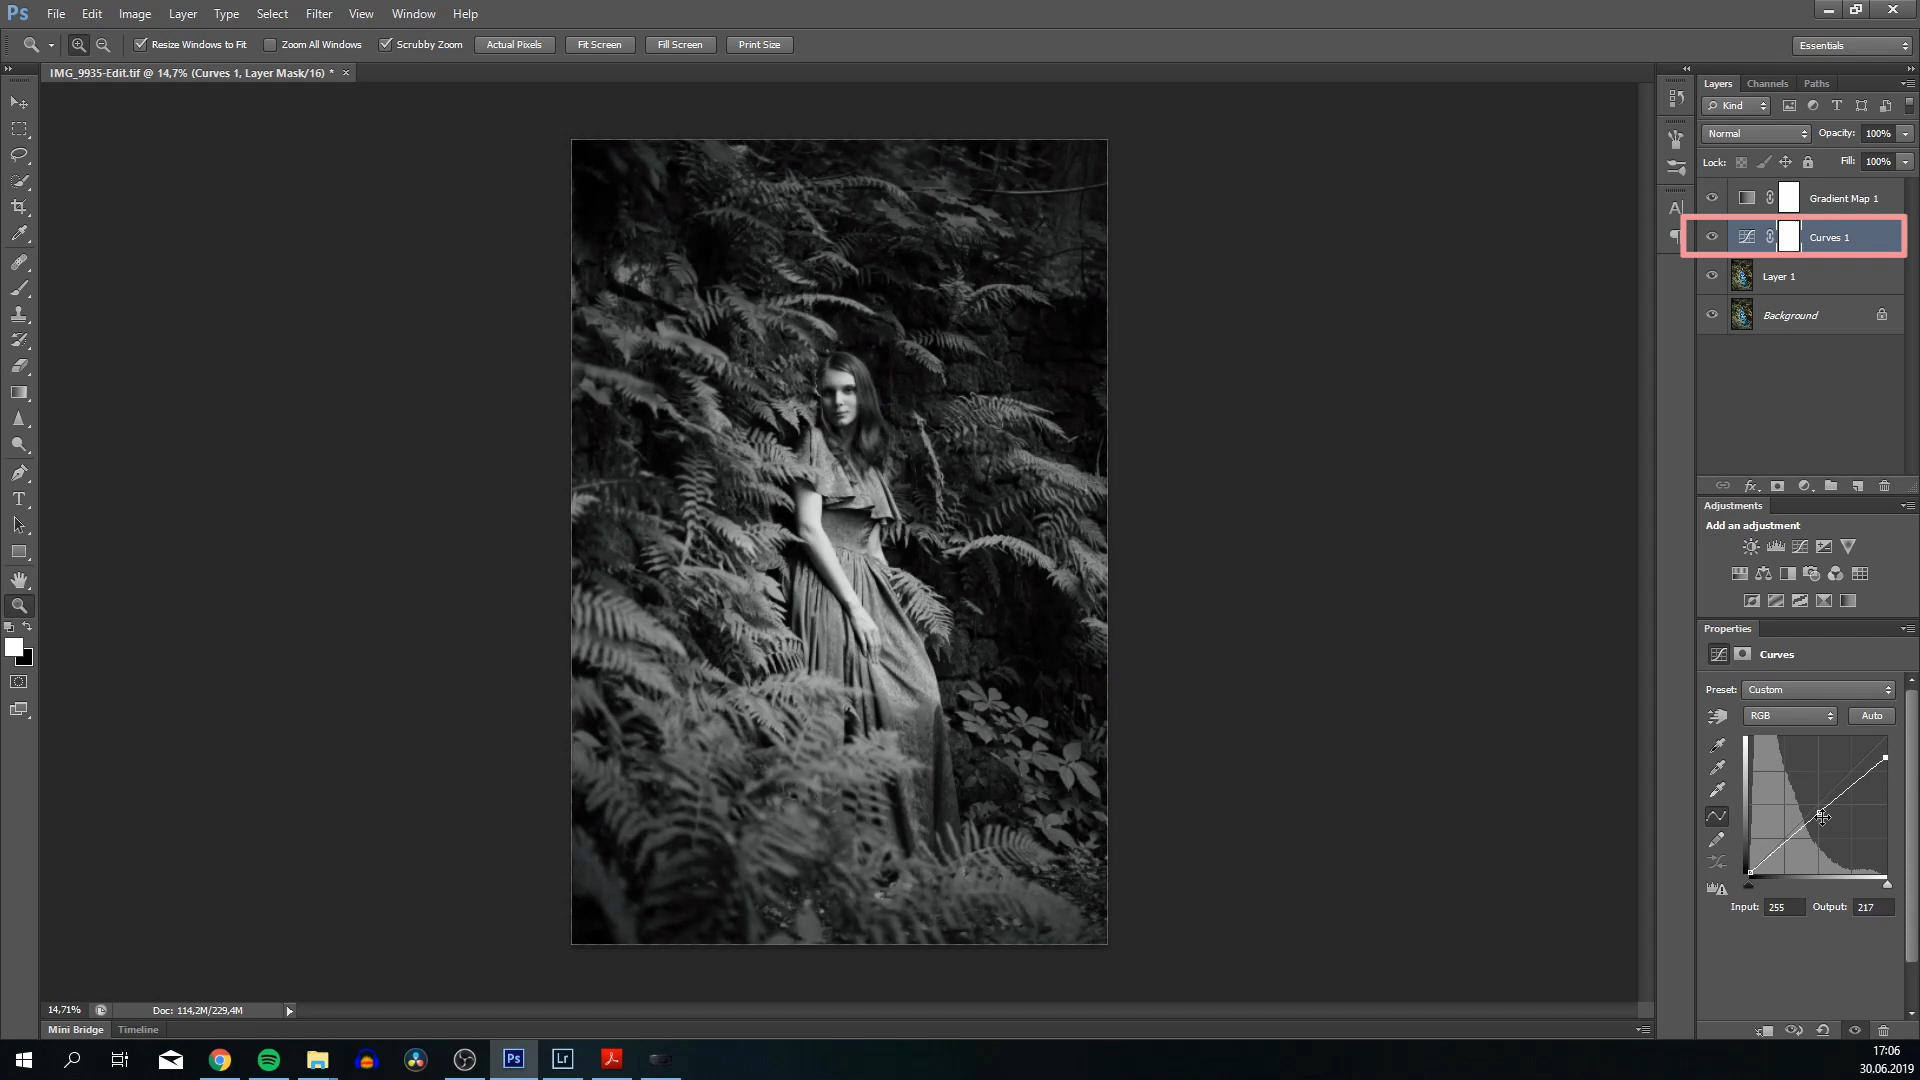 Ps File Edit Image Layer Type Select Filter View Window Help
Resize Windows to Fit Zoom All Windows Scrubby Zoom Actual Pixels Fit Screen Fill Screen Print Size Essentials
IMG_9935-Edit.tif @ 14,7% (Curves 1, Layer Mask/16) * ×
Layers Channels Paths
Kind
Normal Opacity: 100%
Lock: Fill: 100%
Gradient Map 1
Curves 1
Layer 1
Background
Adjustments
Add an adjustment
Properties
Curves
Preset: Custom
RGB Auto
Input: 255 Output: 217
14,71% Doc: 114,2M/229,4M
Mini Bridge Timeline
Ps Lr
17:06
30.06.2019